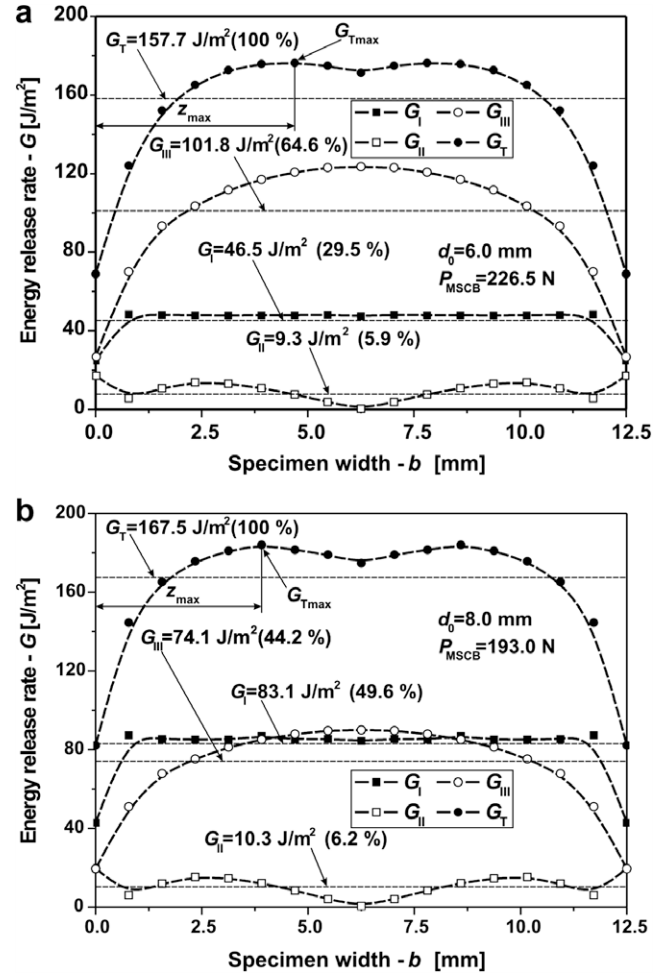 a
G_Tmax
G_T=157.7 J/m²(100 %)
z_max
G_III=101.8 J/m²(64.6 %)
G_I G_III
G_II G_T
G_I=46.5 J/m² (29.5 %)
d₀=6.0 mm
P_MSCB=226.5 N
G_II=9.3 J/m² (5.9 %)
Energy release rate - G [J/m²]
200
160
120
80
40
0
0.0 2.5 5.0 7.5 10.0 12.5
Specimen width - b [mm]
b
G_T=167.5 J/m²(100 %)
z_max
G_Tmax
G_III=74.1 J/m²(44.2 %)
d₀=8.0 mm
P_MSCB=193.0 N
G_I=83.1 J/m² (49.6 %)
G_I G_III
G_II G_T
G_II=10.3 J/m² (6.2 %)
Energy release rate - G [J/m²]
200
160
120
80
40
0
0.0 2.5 5.0 7.5 10.0 12.5
Specimen width - b [mm]